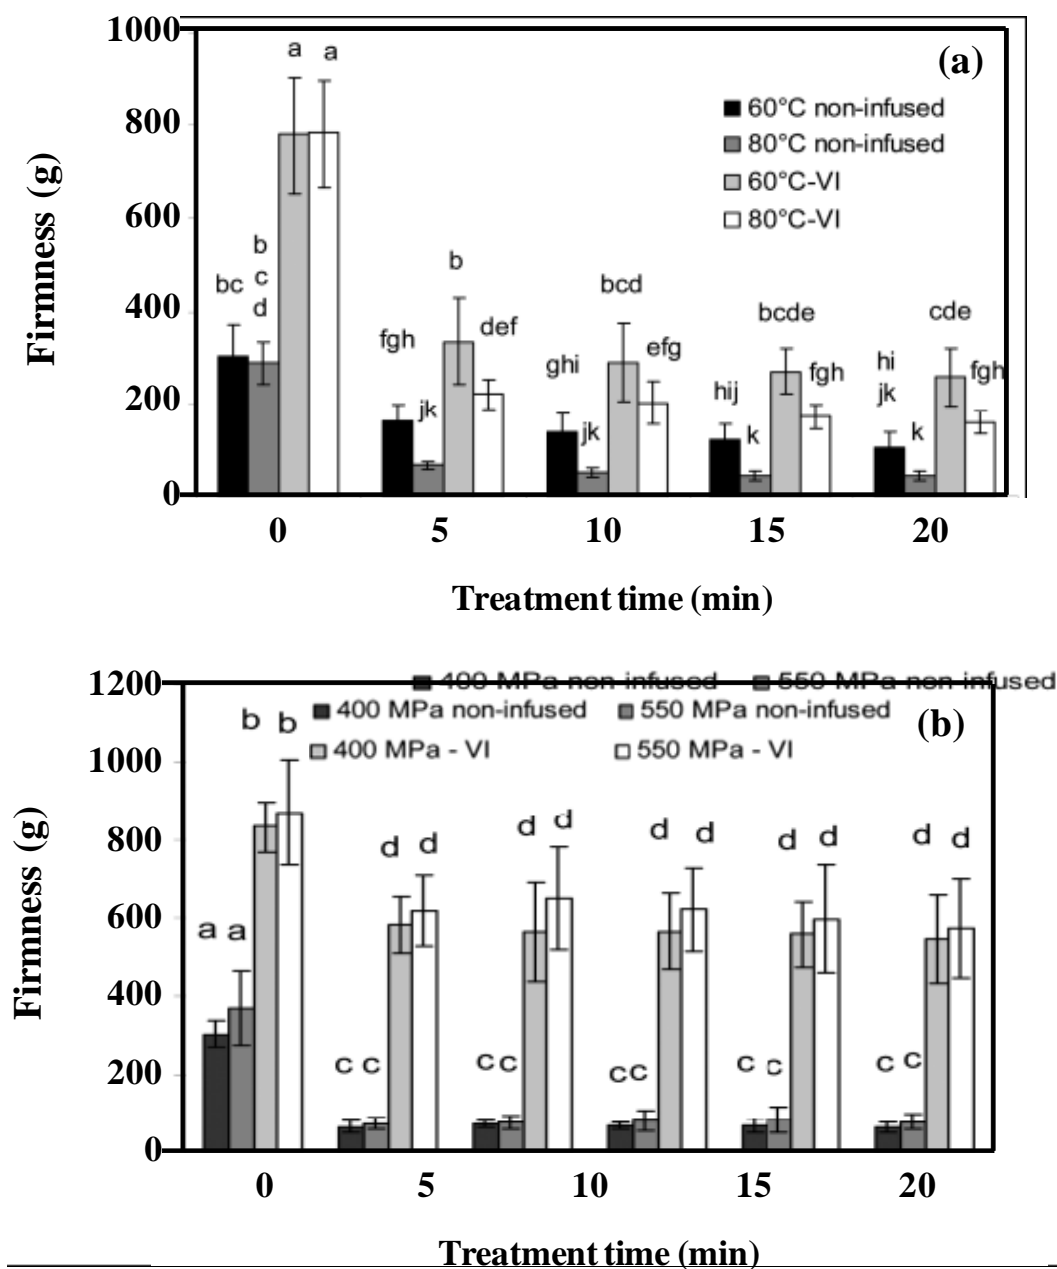 1000
(a)
a a
60°C non-infused
800
80°C non-infused
60°C-VI
80°C-VI
600
b
bc c
d
b
bcd
bcde
cde
400
fgh
def
ghi
efg
hij
fgh
hi
jk
fgh
jk
jk
k
k
200
0
0 5 10 15 20
Firmness (g)
Treatment time (min)
1200
400 MPa non-infused 550 MPa non-infused
400 MPa non-infused 550 MPa non-infused
(b)
b b
400 MPa - VI 550 MPa - VI
1000
800
d d d d d d d d d d
600
a a
400
200
c c c c c c c c c c
0
0 5 10 15 20
Firmness (g)
Treatment time (min)